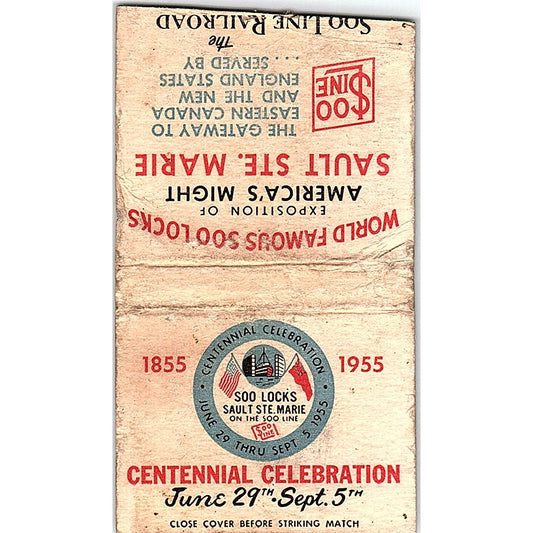 WORLD FAMOUS SOO LOCKS
EXPOSITION OF
AMERICA'S MIGHT
SAULT STE. MARIE
THE GATEWAY TO
EASTERN CANADA
AND THE NEW
ENGLAND STATES
... SERVED BY
SOO LINE
The
SOO LINE RAILROAD
1855
1955
CENTENNIAL CELEBRATION
SOO LOCKS
SAULT STE. MARIE
ON THE SOO LINE
SOO LINE
JUNE 29 THRU SEPT 5 1955
CENTENNIAL CELEBRATION
June 29TH-Sept. 5TH
CLOSE COVER BEFORE STRIKING MATCH